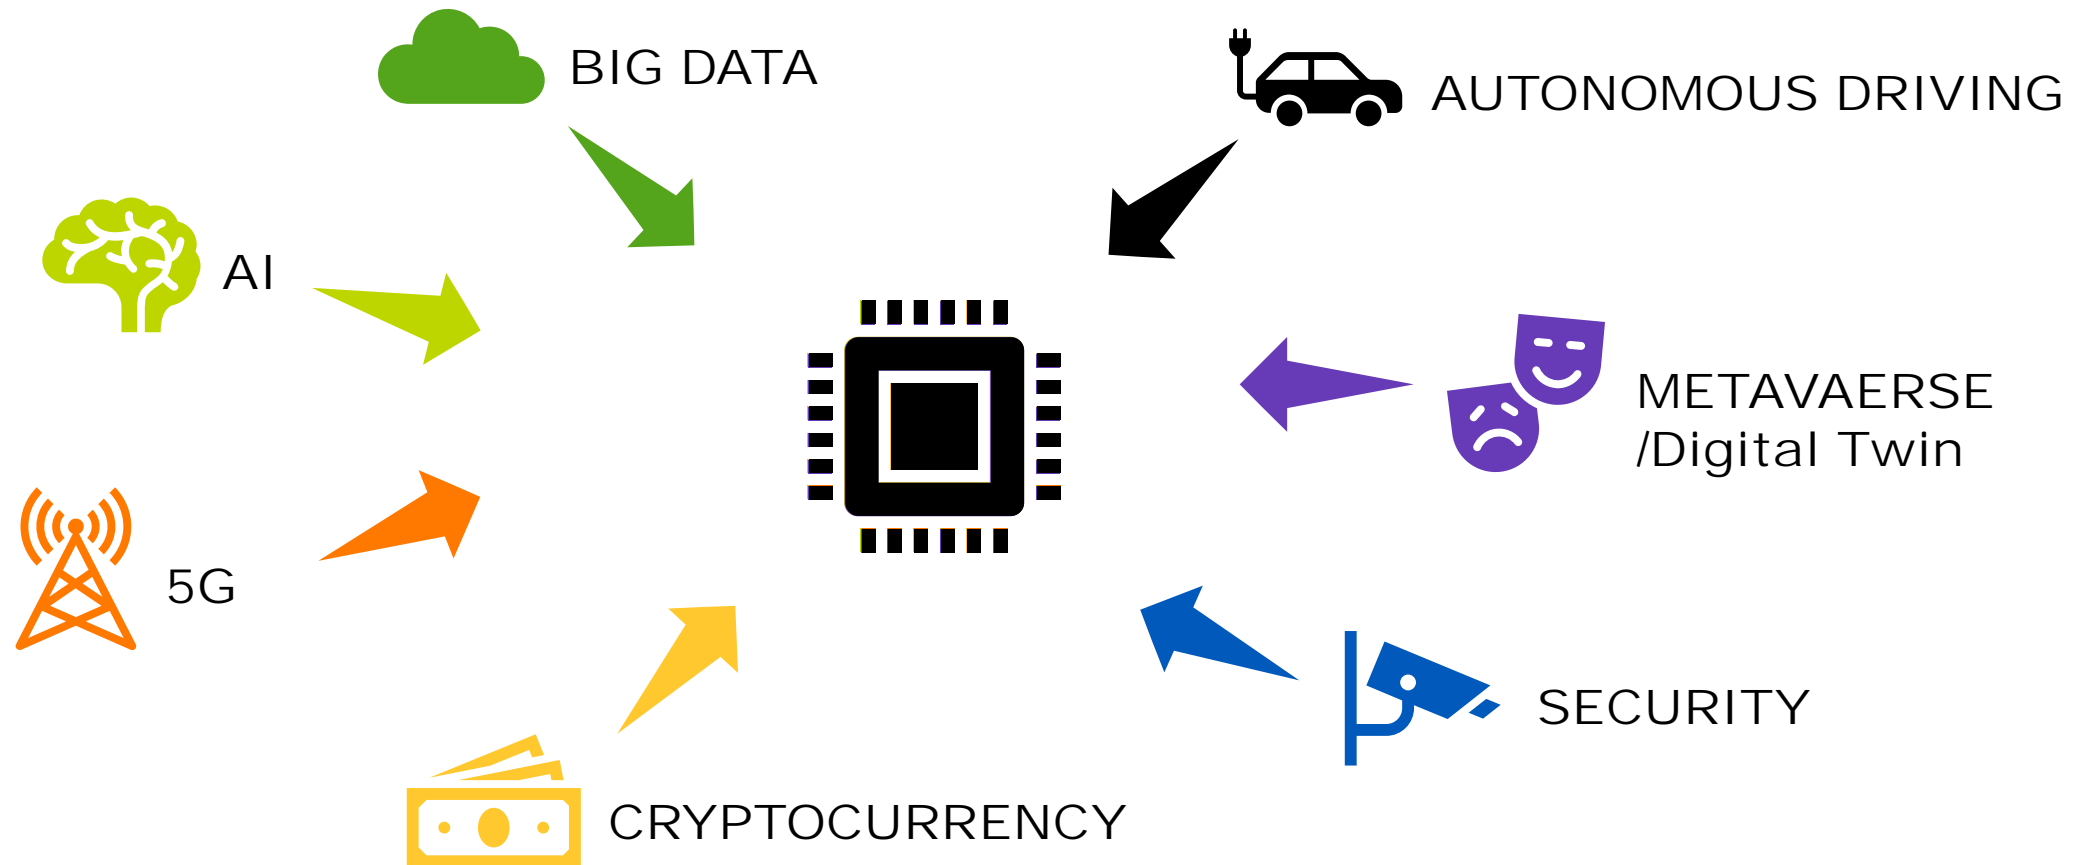 BIG DATA
AUTONOMOUS DRIVING
AI
METAVAERSE
/Digital Twin
5G
SECURITY
CRYPTOCURRENCY